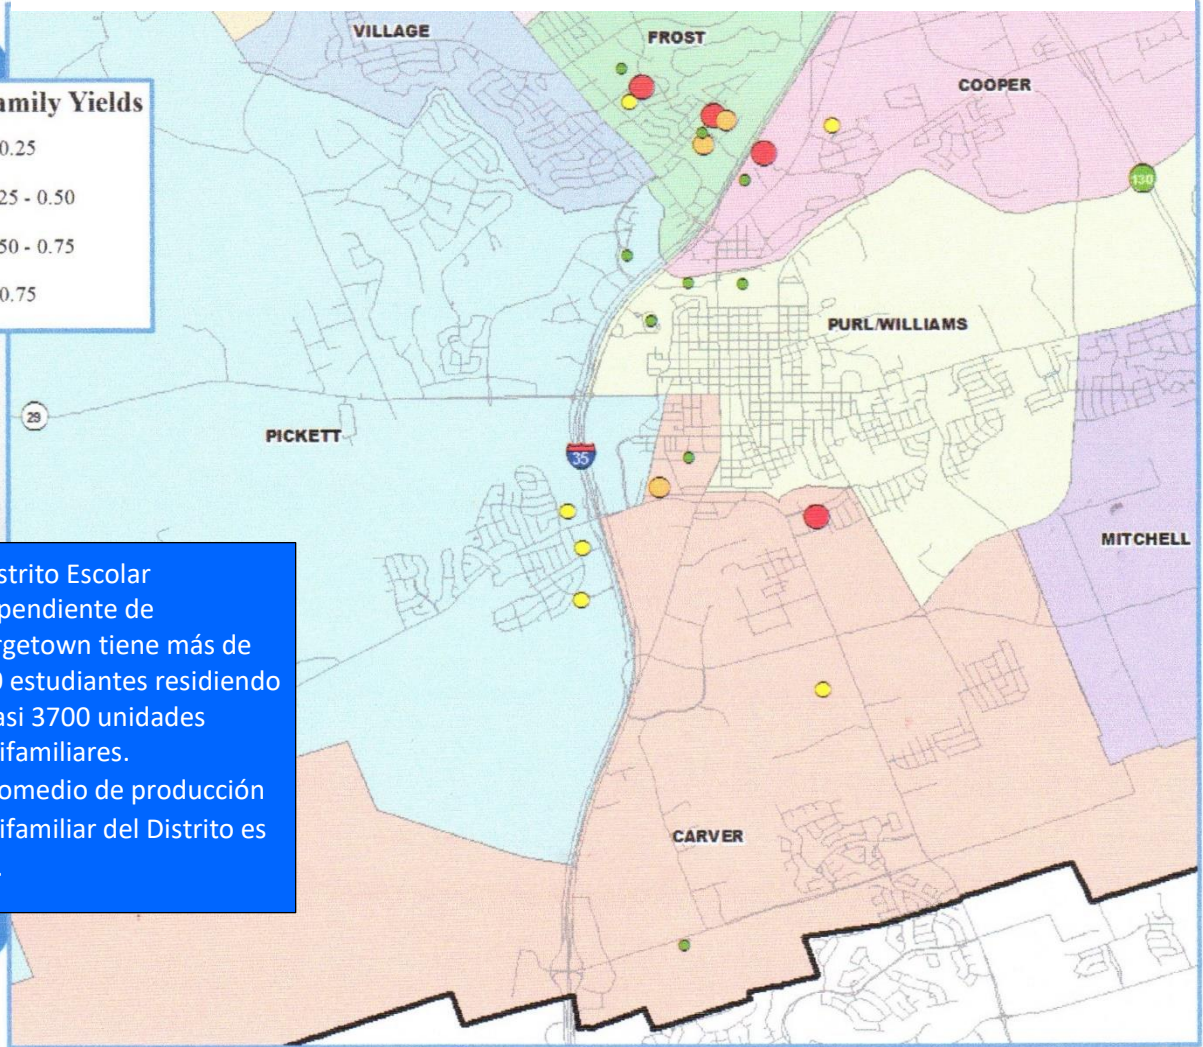 VILLAGE
FROST
COOPER
amily Yields
0.25
25 - 0.50
50 - 0.75
0.75
130
PURL/WILLIAMS
29
PICKETT
35
MITCHELL
strito Escolar
pendiente de
rgetown tiene más de
0 estudiantes residiendo
asi 3700 unidades
ifamiliares.
omedio de producción
ifamiliar del Distrito es
.
CARVER